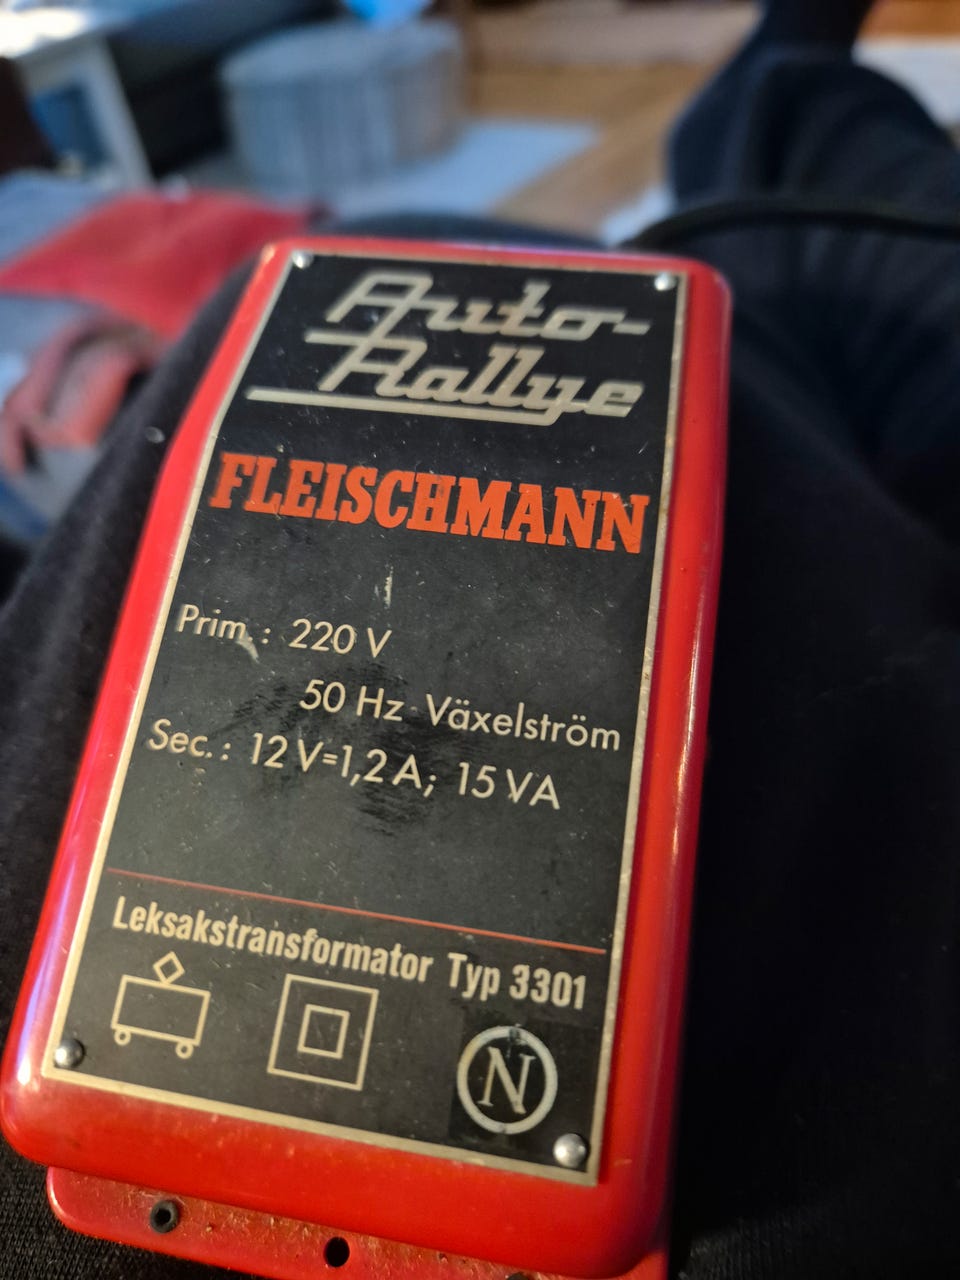 Auto-
Rallye
FLEISCHMANN
Prim.: 220 V
50 Hz Växelström
Sec.: 12 V=1,2 A; 15 VA
Leksakstransformator Typ 3301
N